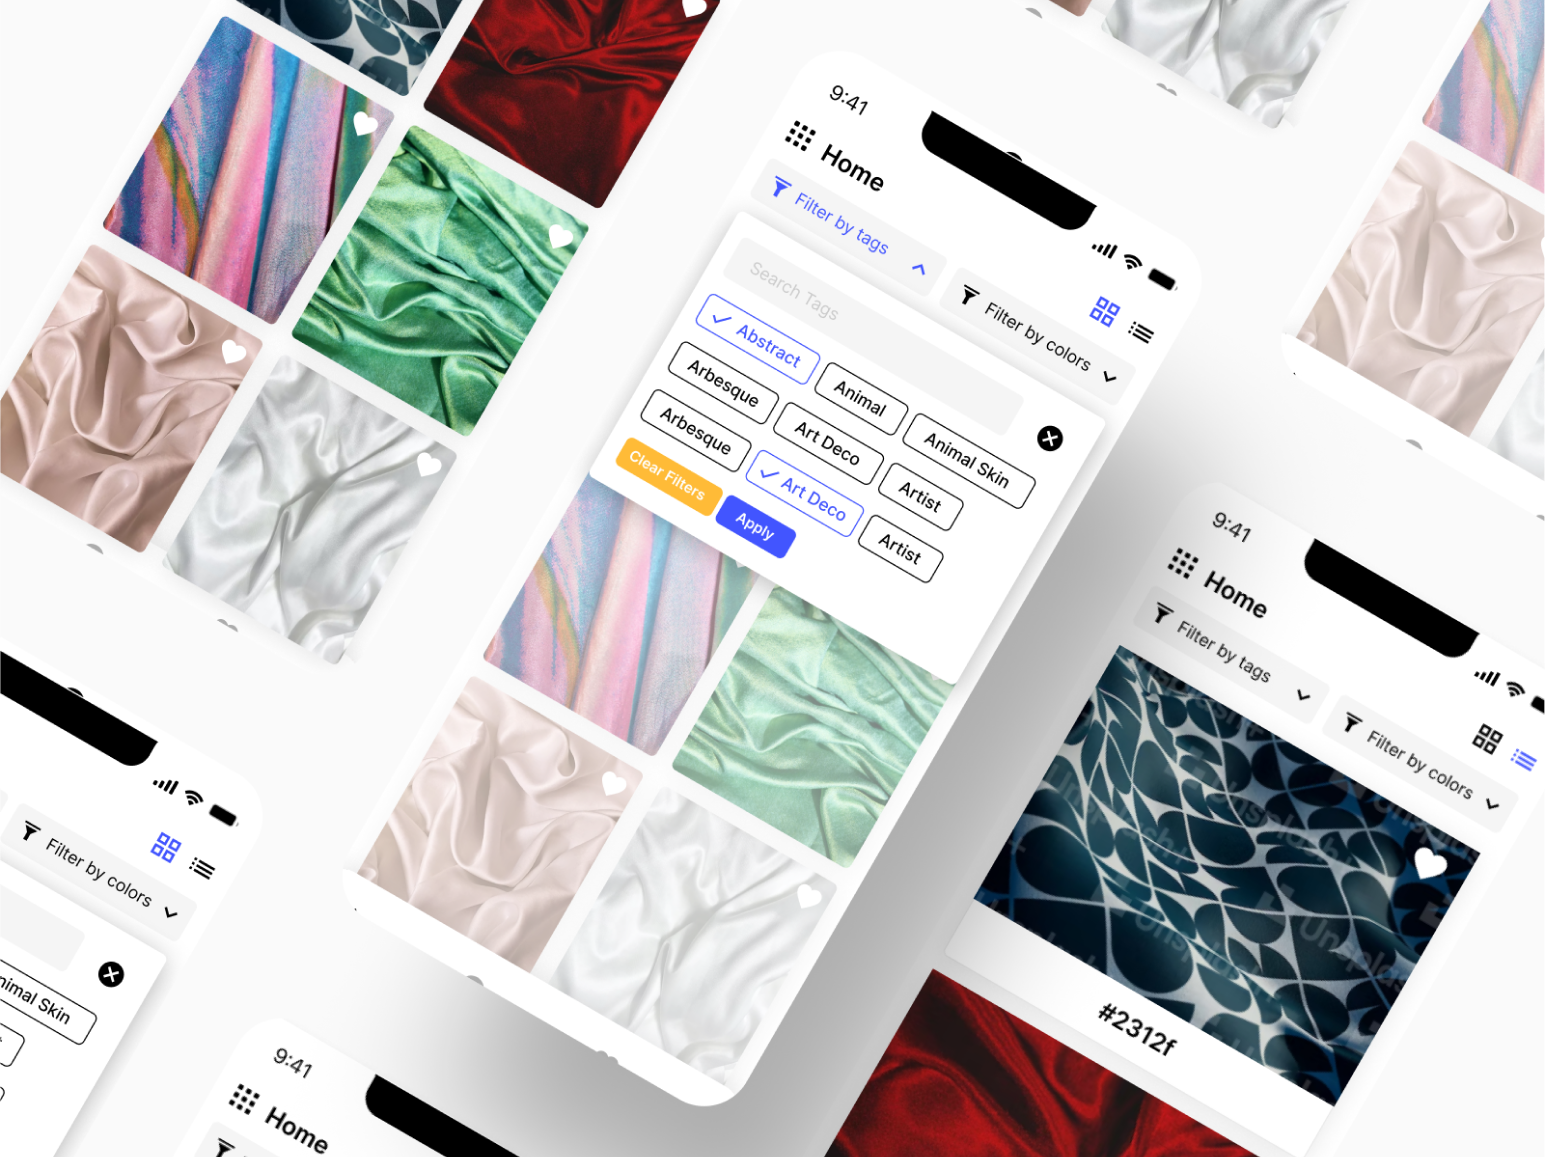 9:41
Home
Filter by tags
Filter by colors
Search Tags
Abstract
Animal
Animal Skin
Arbesque
Art Deco
Artist
Arbesque
Art Deco
Artist
Clear Filters
Apply
9:41
Home
Filter by tags
Filter by colors
Unsplash
#2312f
Filter by colors
nimal Skin
9:41
Home